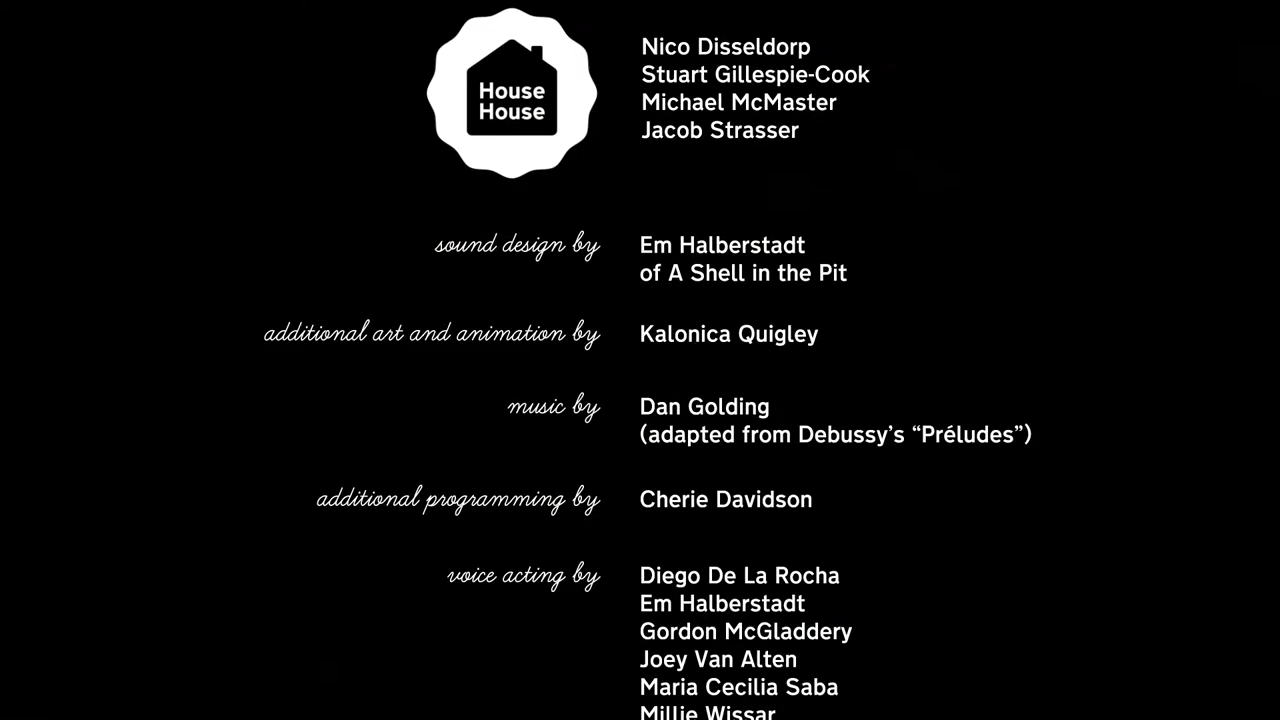 House
House
Nico Disseldorp
Stuart Gillespie-Cook
Michael McMaster
Jacob Strasser
sound design by
Em Halberstadt
of A Shell in the Pit
additional art and animation by
Kalonica Quigley
music by
Dan Golding
(adapted from Debussy’s “Préludes”)
additional programming by
Cherie Davidson
voice acting by
Diego De La Rocha
Em Halberstadt
Gordon McGladdery
Joey Van Alten
Maria Cecilia Saba
Millie Wissar